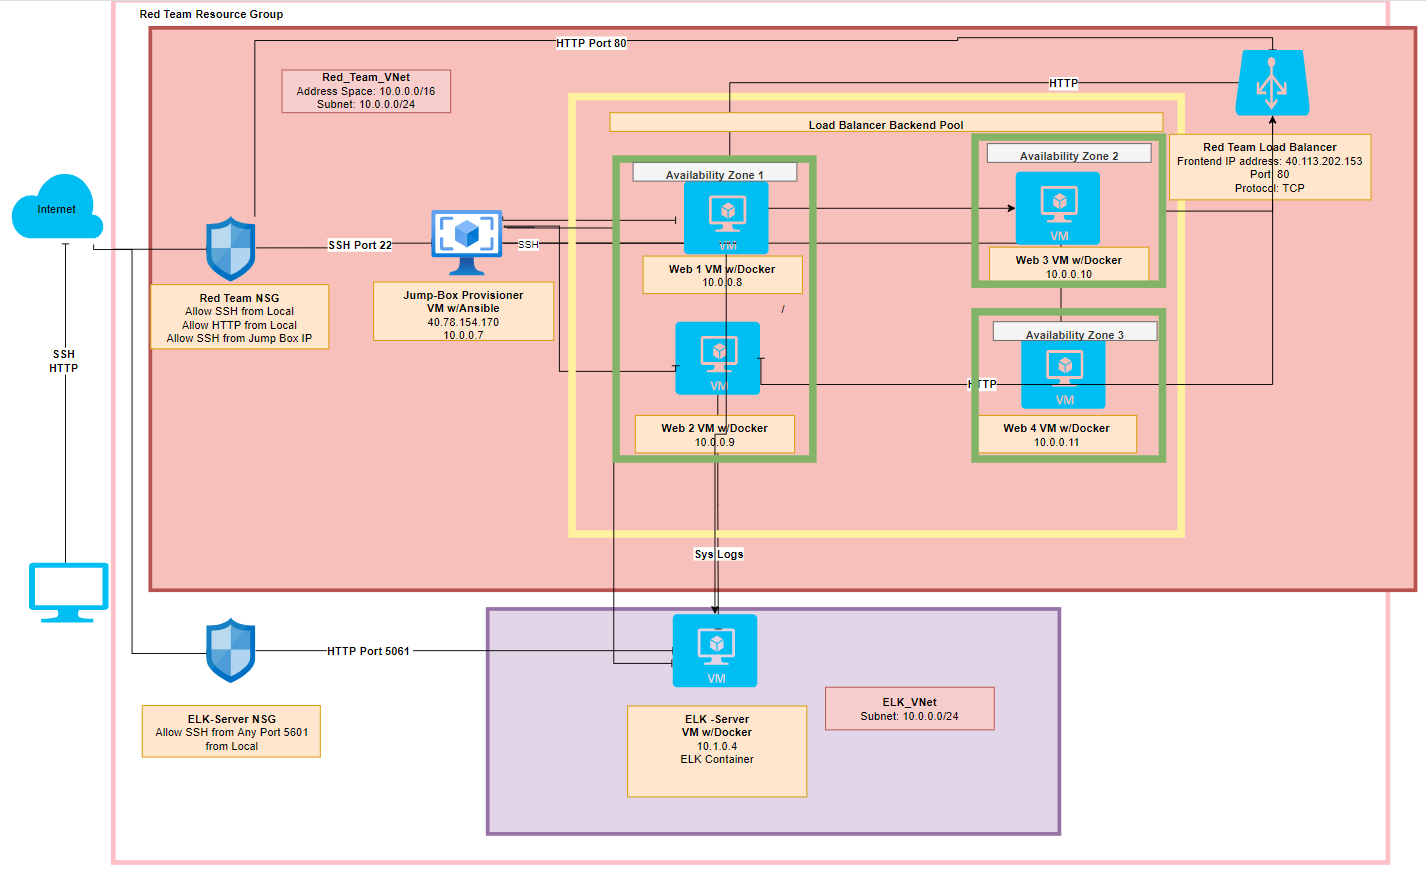 Red Team Resource Group
HTTP Port 80
Red_Team_VNet
Address Space: 10.0.0.0/16
Subnet: 10.0.0.0/24
HTTP
Load Balancer Backend Pool
Red Team Load Balancer
Frontend IP address: 40.113.202.153
Port: 80
Protocol: TCP
Availability Zone 1
VM
Web 1 VM w/Docker
10.0.0.8
/
VM
Web 2 VM w/Docker
10.0.0.9
Availability Zone 2
VM
Web 3 VM w/Docker
10.0.0.10
Availability Zone 3
VM
Web 4 VM w/Docker
10.0.0.11
HTTP
Internet
SSH
HTTP
Red Team NSG
Allow SSH from Local
Allow HTTP from Local
Allow SSH from Jump Box IP
SSH Port 22
SSH
Jump-Box Provisioner
VM w/Ansible
40.78.154.170
10.0.0.7
Sys Logs
HTTP Port 5061
ELK-Server NSG
Allow SSH from Any Port 5601
from Local
VM
ELK -Server
VM w/Docker
10.1.0.4
ELK Container
ELK_VNet
Subnet: 10.0.0.0/24